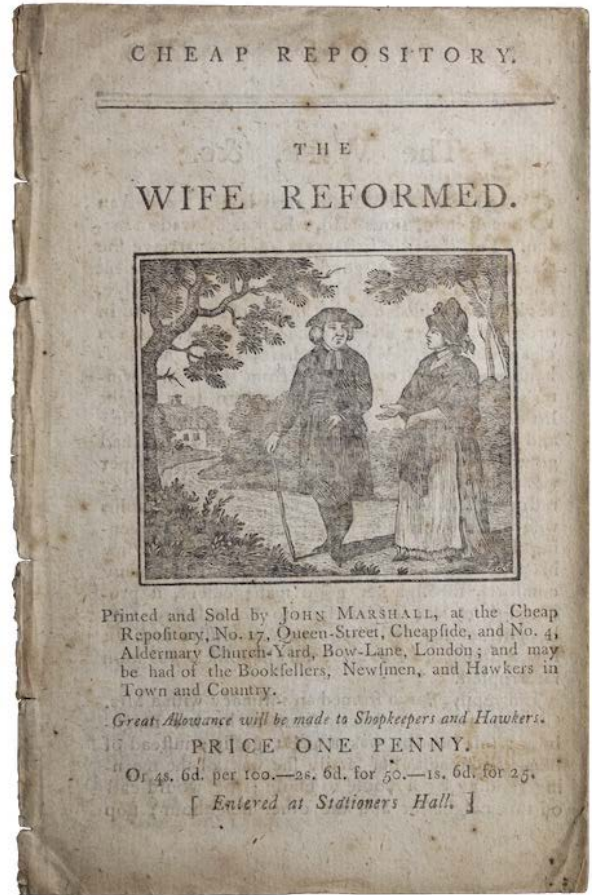 CHEAP REPOSITORY.
THE
WIFE REFORMED.
Printed and Sold by JOHN MARSHALL, at the Cheap
Repoſitory, No. 17, Queen-Street, Cheapſide, and No. 4,
Aldermary Church-Yard, Bow-Lane, London; and may
be had of the Bookſellers, Newſmen, and Hawkers in
Town and Country.
Great Allowance will be made to Shopkeepers and Hawkers.
PRICE ONE PENNY.
Or 4s. 6d. per 100.—2s. 6d. for 50.—1s. 6d. for 25.
[ Entered at Stationers Hall. ]